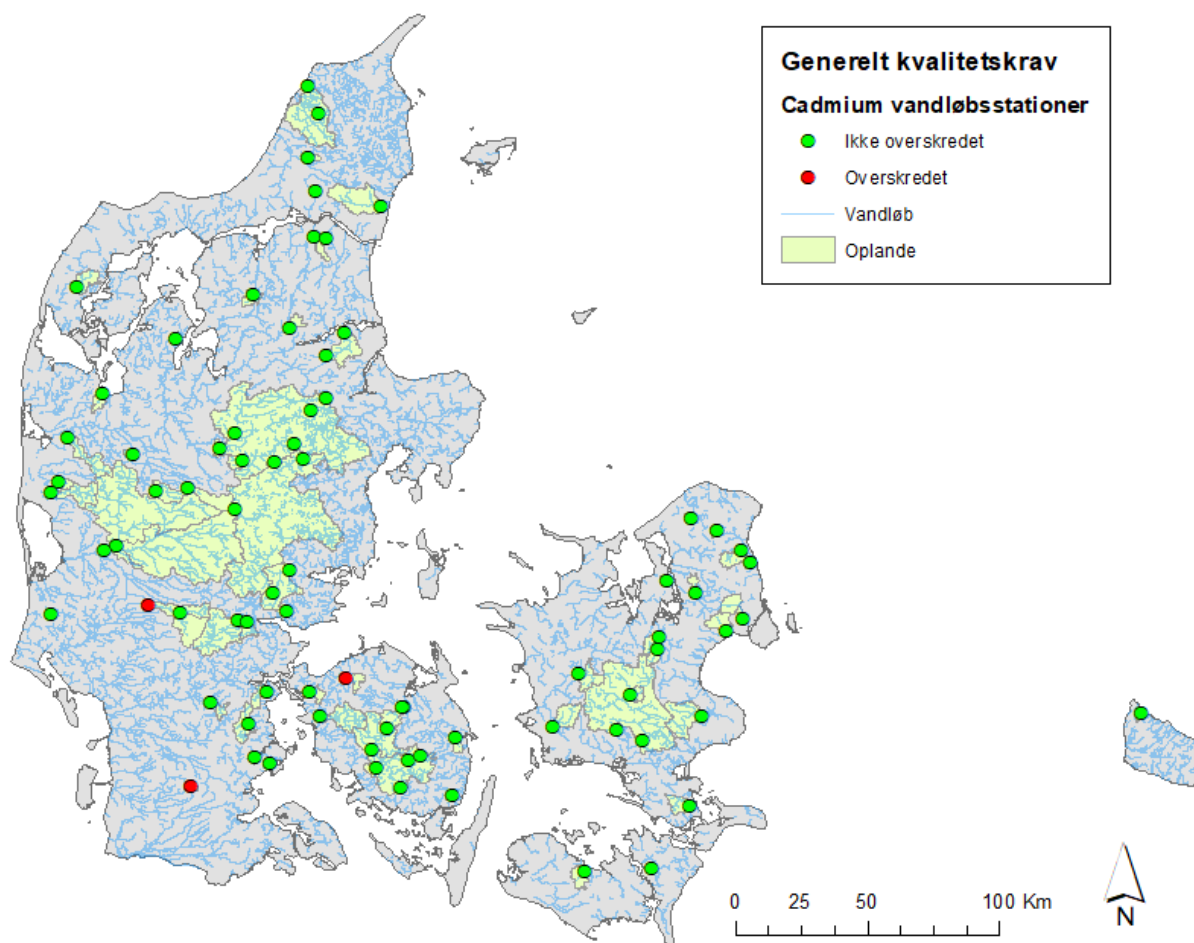 Generelt kvalitetskrav
Cadmium vandløbsstationer
Ikke overskredet
Overskredet
Vandløb
Oplande
0 25 50 100 Km
N